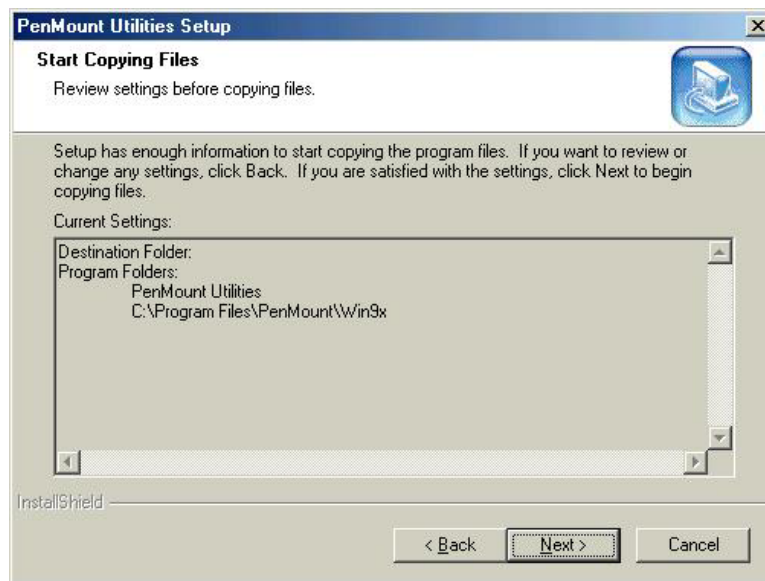 PenMount Utilities Setup
Start Copying Files
Review settings before copying files.
Setup has enough information to start copying the program files. If you want to review or
change any settings, click Back. If you are satisfied with the settings, click Next to begin
copying files.
Current Settings:
Destination Folder:
Program Folders:
PenMount Utilities
C:\Program Files\PenMount\Win9x
InstallShield
< Back
Next >
Cancel